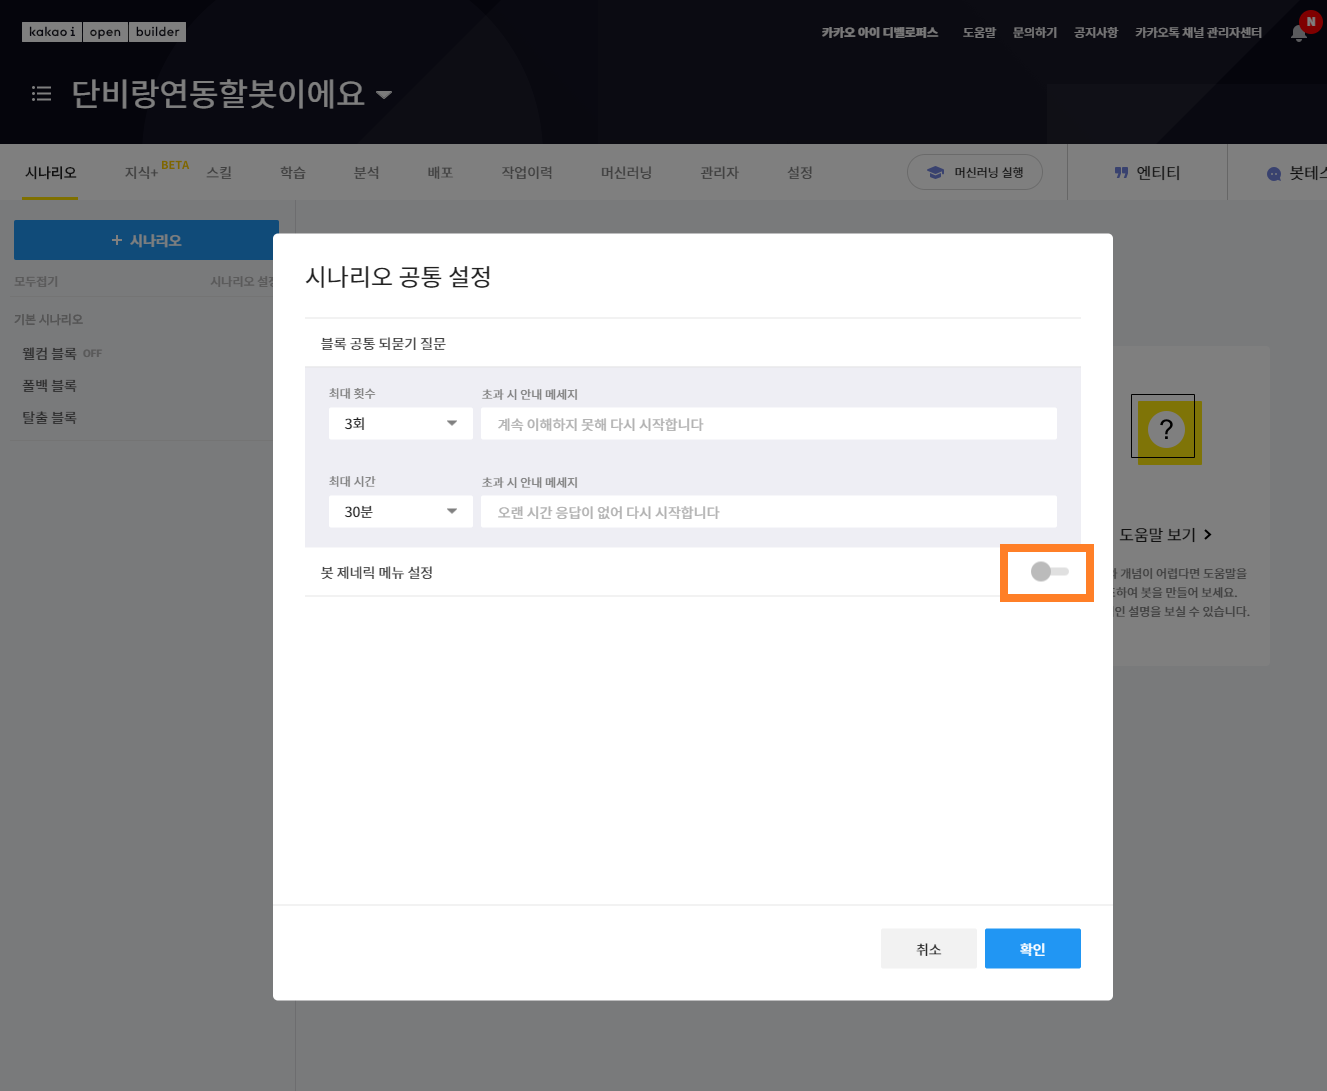 kakao i open builder
카카오 아이 디벨로퍼스 도움말 문의하기 공지사항 카카오톡 채널 관리자센터 N
단비랑연동할봇이에요
시나리오 지식+ BETA 스킬 학습 분석 배포 작업이력 머신러닝 관리자 설정 머신러닝 실행 엔티티 봇테스
+ 시나리오
모두접기 시나리오 설정
기본 시나리오
웰컴 블록 OFF
폴백 블록
탈출 블록
시나리오 공통 설정
블록 공통 되묻기 질문
최대 횟수 초과 시 안내 메세지
3회 계속 이해하지 못해 다시 시작합니다
최대 시간 초과 시 안내 메세지
30분 오랜 시간 응답이 없어 다시 시작합니다
봇 제네릭 메뉴 설정
취소 확인
?
도움말 보기
개념이 어렵다면 도움말을
하여 봇을 만들어 보세요.
인 설명을 보실 수 있습니다.